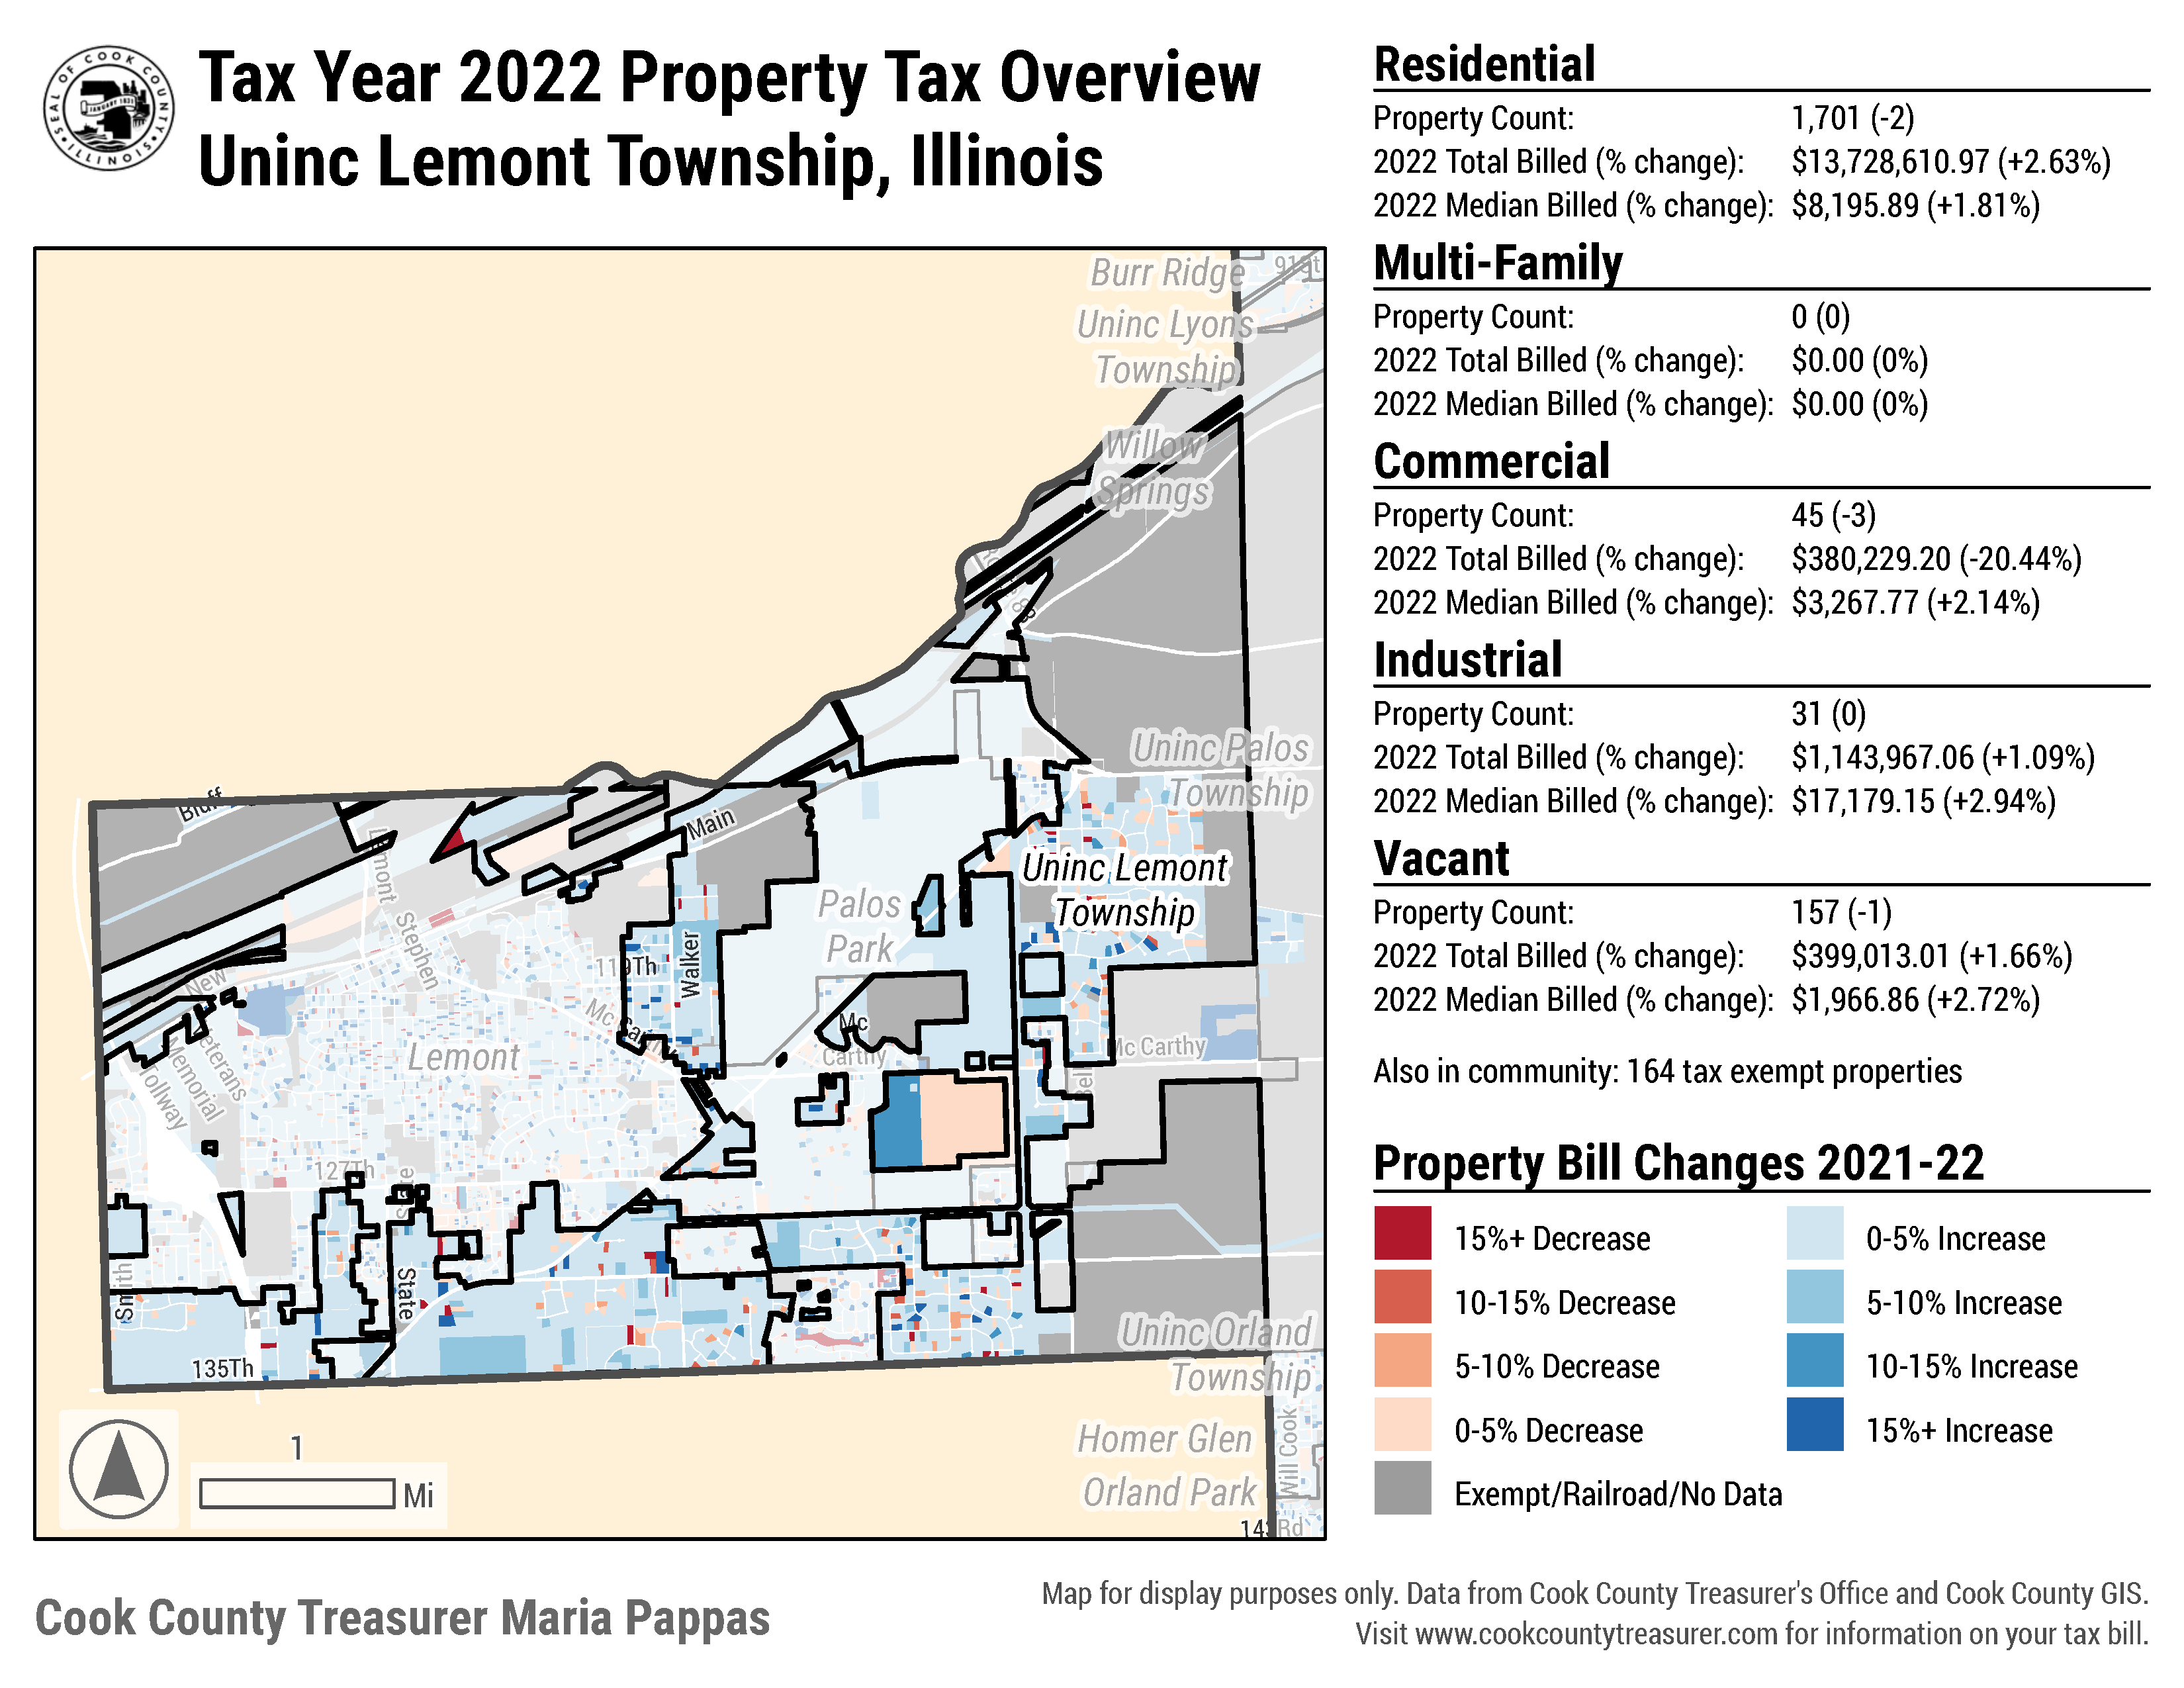 SEAL OF COOK COUNTY
ILLINOIS
JANUARY 1831
Tax Year 2022 Property Tax Overview
Uninc Lemont Township, Illinois
Burr Ridge
Uninc Lyons
Township
Willow
Springs
Uninc Palos
Township
Bluff
Lemont
Main
Uninc Lemont
Township
Palos
Park
Stephen
119Th
Walker
New
Mc Carthy
Mc
Carthy
Mc Carthy
Lemont
Veterans
Memorial
Tollway
Bell
127Th
State
State
Smith
135Th
Uninc Orland
Township
Homer Glen
Orland Park
Will Cook
Rd
1
Mi
Residential
Property Count: 1,701 (-2)
2022 Total Billed (% change): $13,728,610.97 (+2.63%)
2022 Median Billed (% change): $8,195.89 (+1.81%)
Multi-Family
Property Count: 0 (0)
2022 Total Billed (% change): $0.00 (0%)
2022 Median Billed (% change): $0.00 (0%)
Commercial
Property Count: 45 (-3)
2022 Total Billed (% change): $380,229.20 (-20.44%)
2022 Median Billed (% change): $3,267.77 (+2.14%)
Industrial
Property Count: 31 (0)
2022 Total Billed (% change): $1,143,967.06 (+1.09%)
2022 Median Billed (% change): $17,179.15 (+2.94%)
Vacant
Property Count: 157 (-1)
2022 Total Billed (% change): $399,013.01 (+1.66%)
2022 Median Billed (% change): $1,966.86 (+2.72%)
Also in community: 164 tax exempt properties
Property Bill Changes 2021-22
15%+ Decrease
10-15% Decrease
5-10% Decrease
0-5% Decrease
Exempt/Railroad/No Data
0-5% Increase
5-10% Increase
10-15% Increase
15%+ Increase
Cook County Treasurer Maria Pappas
Map for display purposes only. Data from Cook County Treasurer's Office and Cook County GIS.
Visit www.cookcountytreasurer.com for information on your tax bill.